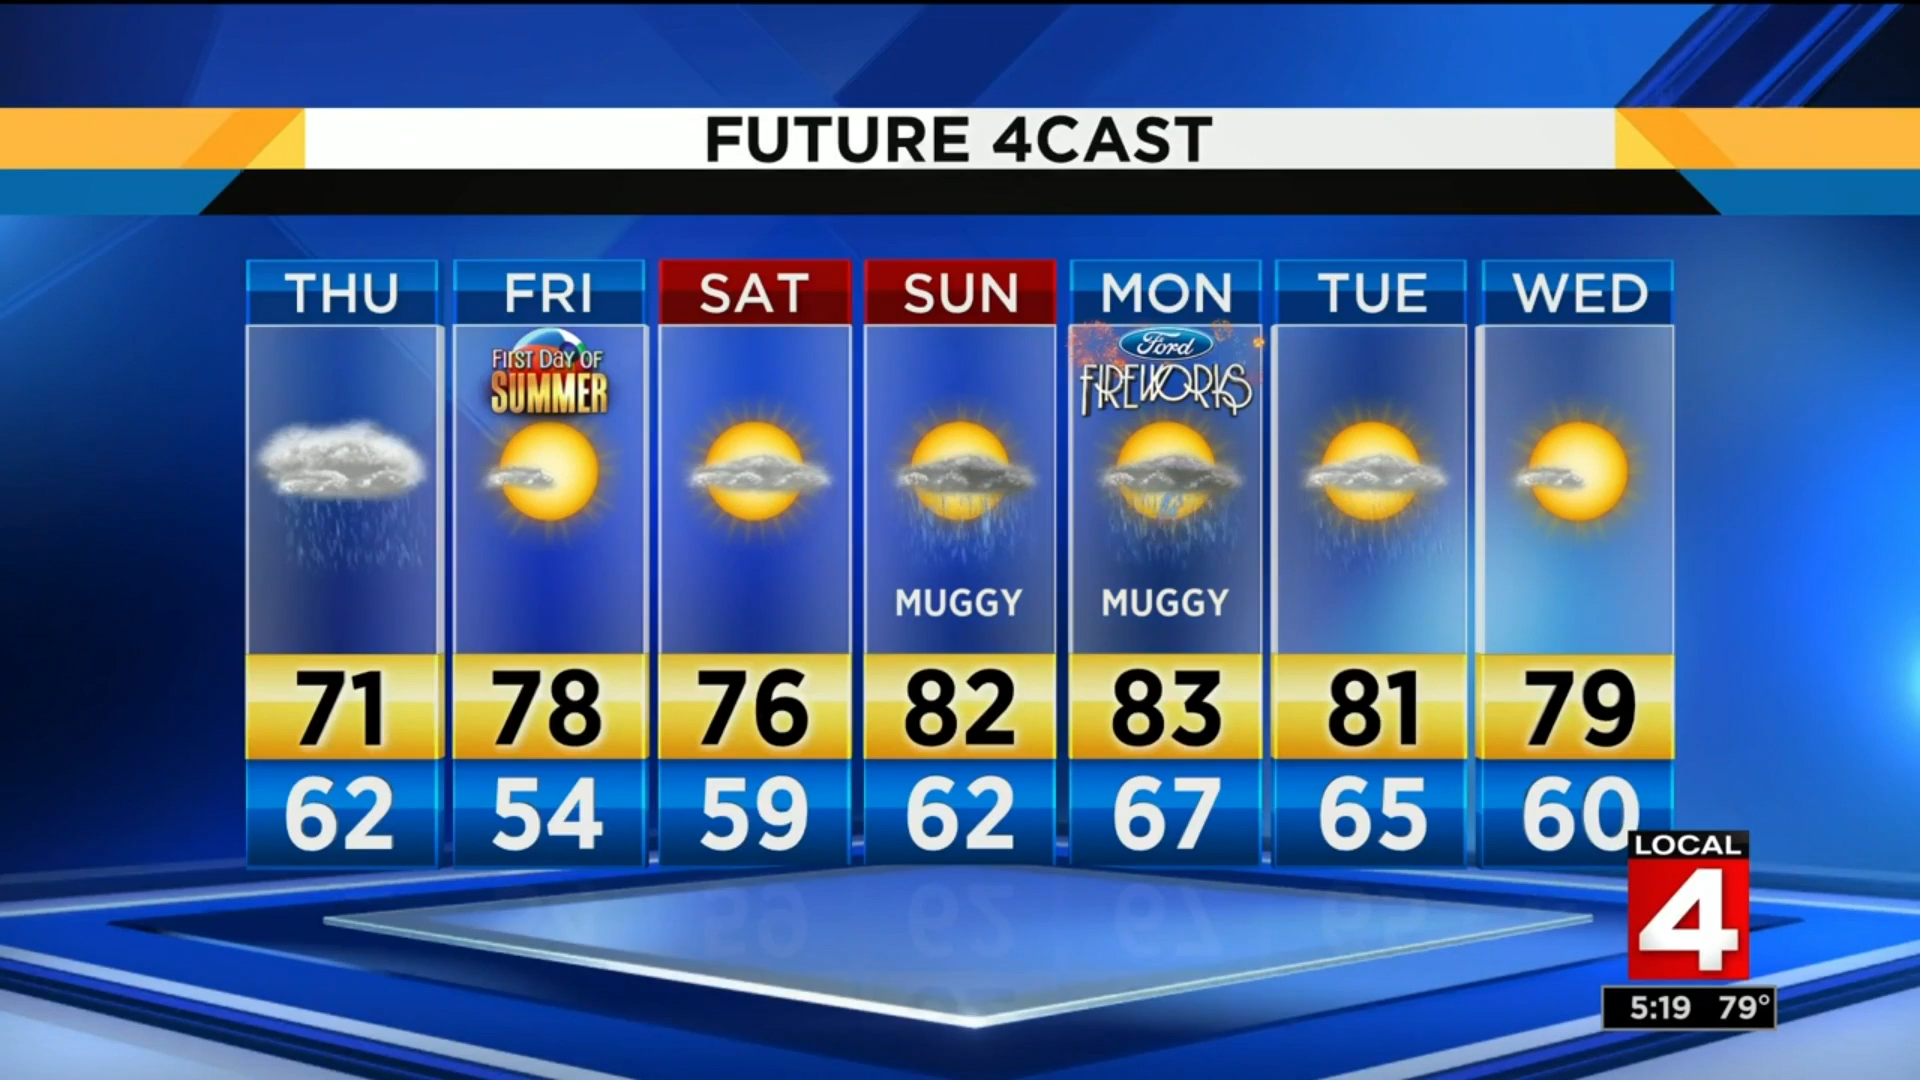 FUTURE 4CAST
THU FRI SAT SUN MON TUE WED
FIRST DAY OF
SUMMER
Ford
FIREWORKS
MUGGY MUGGY
71 78 76 82 83 81 79
62 54 59 62 67 65 60
LOCAL
4
5:19 79°